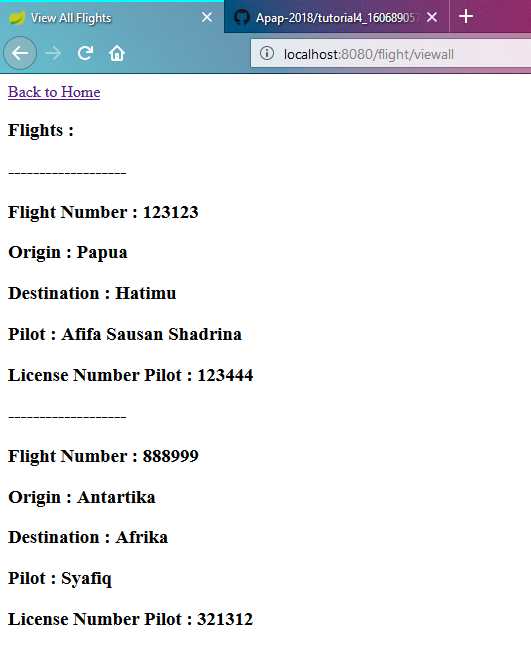 View All Flights
Apap-2018/tutorial4_160689057
localhost:8080/flight/viewall
Back to Home
Flights :
-------------------
Flight Number : 123123
Origin : Papua
Destination : Hatimu
Pilot : Afifa Sausan Shadrina
License Number Pilot : 123444
-------------------
Flight Number : 888999
Origin : Antartika
Destination : Afrika
Pilot : Syafiq
License Number Pilot : 321312